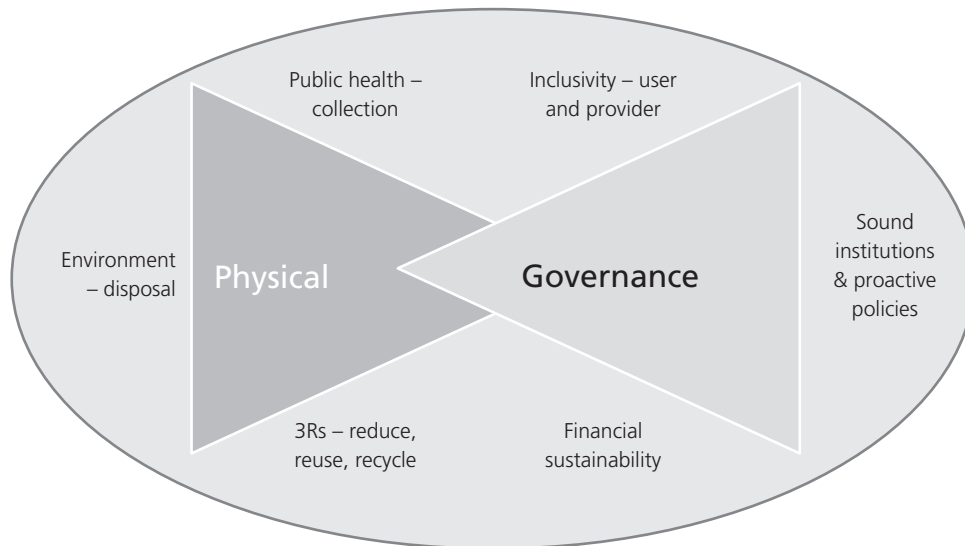 Public health –
collection
Inclusivity – user
and provider
Environment
– disposal
Physical
Governance
Sound
institutions
& proactive
policies
3Rs – reduce,
reuse, recycle
Financial
sustainability